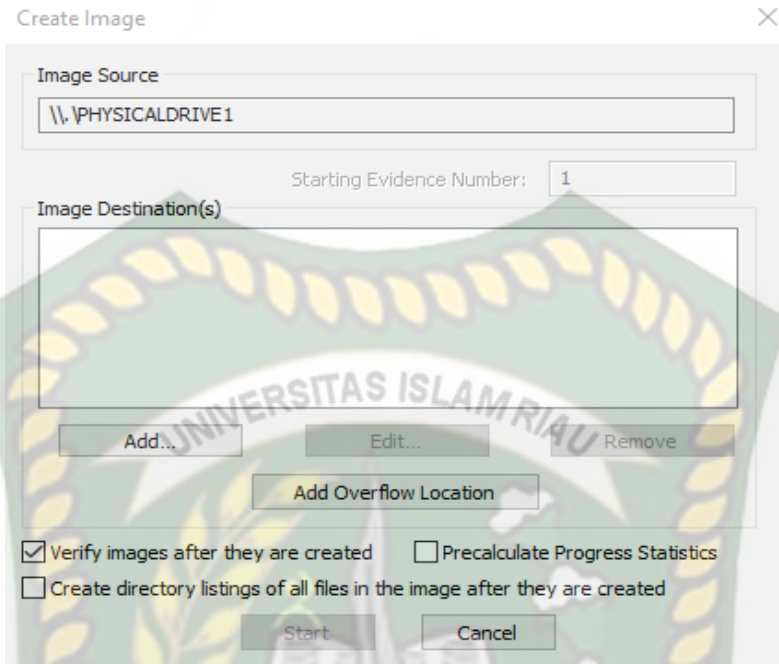 Create Image
Image Source
\\.\PHYSICALDRIVE1
Starting Evidence Number: 1
Image Destination(s)
UNIVERSITAS ISLAM RIAU
Add... Edit... Remove
Add Overflow Location
Verify images after they are created Precalculate Progress Statistics
Create directory listings of all files in the image after they are created
Start Cancel